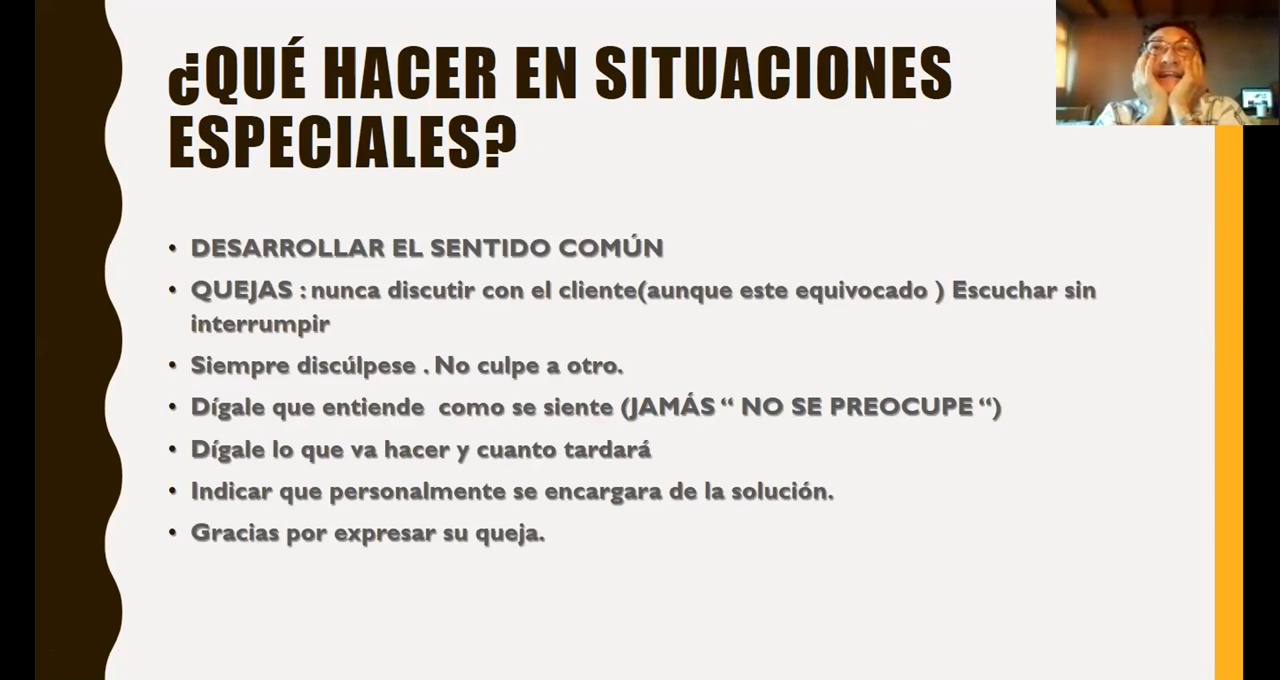 ¿QUÉ HACER EN SITUACIONES
ESPECIALES?
• DESARROLLAR EL SENTIDO COMÚN
• QUEJAS : nunca discutir con el cliente(aunque este equivocado ) Escuchar sin
interrumpir
• Siempre discúlpese . No culpe a otro.
• Dígale que entiende como se siente (JAMÁS “ NO SE PREOCUPE “)
• Dígale lo que va hacer y cuanto tardará
• Indicar que personalmente se encargara de la solución.
• Gracias por expresar su queja.